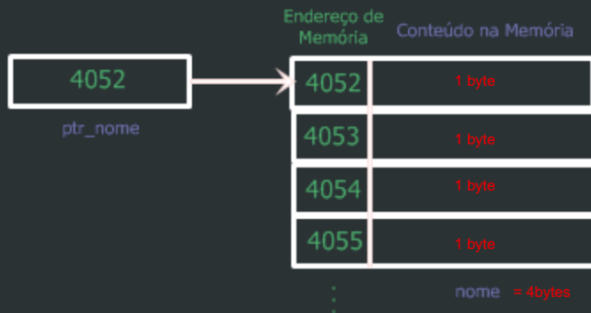 Endereço de
Memória
Conteúdo na Memória
4052
ptr_nome
4052
1 byte
4053
1 byte
4054
1 byte
4055
1 byte
nome = 4bytes